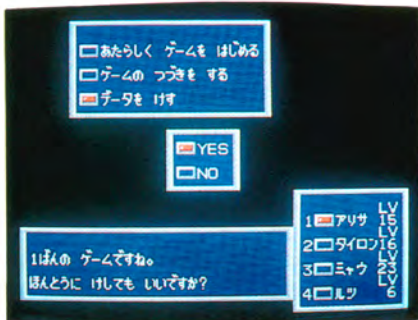 あたらしく ゲームを はじめる
ゲームの つづきを する
データを けす
YES
NO
LV
1 アリサ 15
LV
2 タイロン 16
LV
3 ミャウ 23
LV
4 ルツ 6
1ばんの ゲームですね。
ほんとうに けしても いいですか?